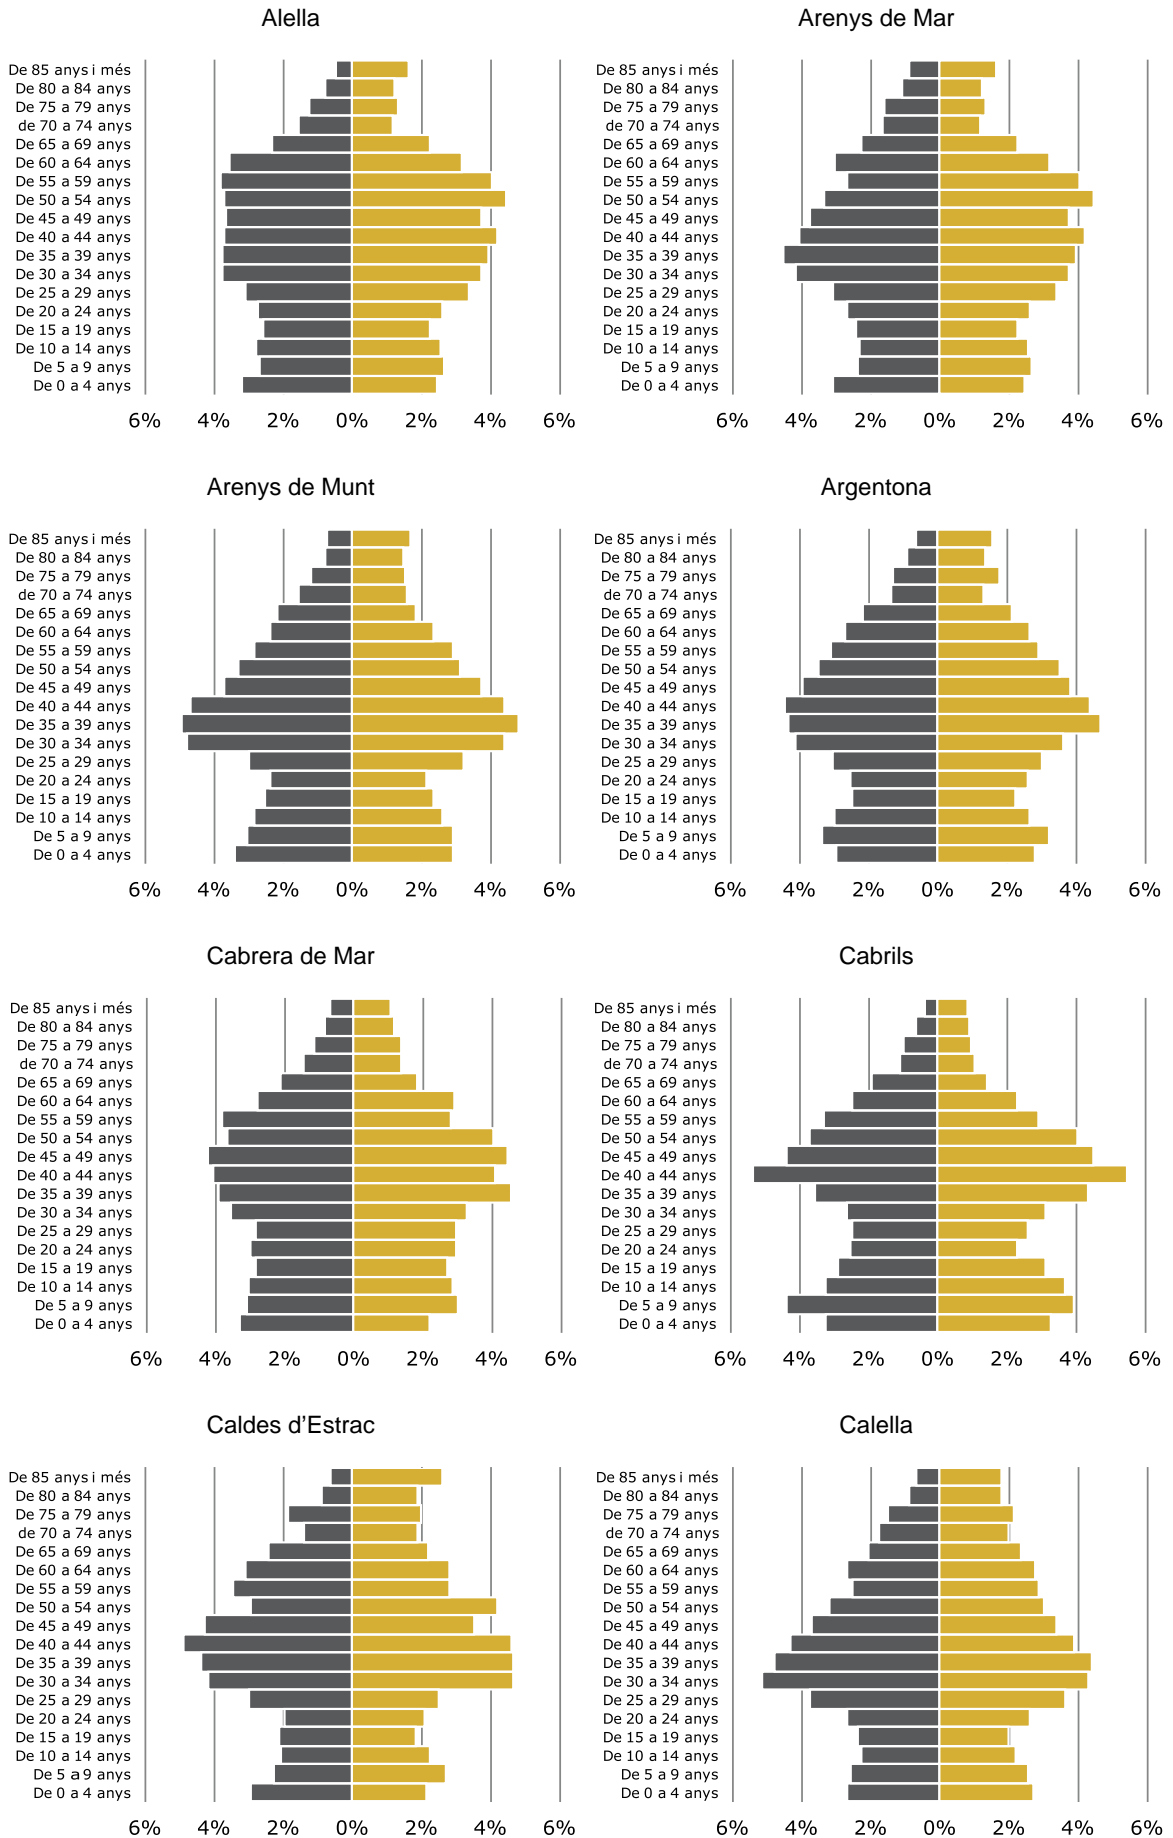 Alella
De 85 anys i més
De 80 a 84 anys
De 75 a 79 anys
de 70 a 74 anys
De 65 a 69 anys
De 60 a 64 anys
De 55 a 59 anys
De 50 a 54 anys
De 45 a 49 anys
De 40 a 44 anys
De 35 a 39 anys
De 30 a 34 anys
De 25 a 29 anys
De 20 a 24 anys
De 15 a 19 anys
De 10 a 14 anys
De 5 a 9 anys
De 0 a 4 anys
6% 4% 2% 0% 2% 4%
Arenys de Mar
De 85 anys i més
De 80 a 84 anys
De 75 a 79 anys
de 70 a 74 anys
De 65 a 69 anys
De 60 a 64 anys
De 55 a 59 anys
De 50 a 54 anys
De 45 a 49 anys
De 40 a 44 anys
De 35 a 39 anys
De 30 a 34 anys
De 25 a 29 anys
De 20 a 24 anys
De 15 a 19 anys
De 10 a 14 anys
De 5 a 9 anys
De 0 a 4 anys
6% 4% 2% 0% 2% 4% 6%
Arenys de Munt
De 85 anys i més
De 80 a 84 anys
De 75 a 79 anys
de 70 a 74 anys
De 65 a 69 anys
De 60 a 64 anys
De 55 a 59 anys
De 50 a 54 anys
De 45 a 49 anys
De 40 a 44 anys
De 35 a 39 anys
De 30 a 34 anys
De 25 a 29 anys
De 20 a 24 anys
De 15 a 19 anys
De 10 a 14 anys
De 5 a 9 anys
De 0 a 4 anys
6% 4% 2% 0% 2% 4% 6%
Argentona
De 85 anys i més
De 80 a 84 anys
De 75 a 79 anys
de 70 a 74 anys
De 65 a 69 anys
De 60 a 64 anys
De 55 a 59 anys
De 50 a 54 anys
De 45 a 49 anys
De 40 a 44 anys
De 35 a 39 anys
De 30 a 34 anys
De 25 a 29 anys
De 20 a 24 anys
De 15 a 19 anys
De 10 a 14 anys
De 5 a 9 anys
De 0 a 4 anys
6% 4% 2% 0% 2% 4% 6%
Cabrera de Mar
De 85 anys i més
De 80 a 84 anys
De 75 a 79 anys
de 70 a 74 anys
De 65 a 69 anys
De 60 a 64 anys
De 55 a 59 anys
De 50 a 54 anys
De 45 a 49 anys
De 40 a 44 anys
De 35 a 39 anys
De 30 a 34 anys
De 25 a 29 anys
De 20 a 24 anys
De 15 a 19 anys
De 10 a 14 anys
De 5 a 9 anys
De 0 a 4 anys
6% 4% 2% 0% 2% 4% 6%
Cabrils
De 85 anys i més
De 80 a 84 anys
De 75 a 79 anys
de 70 a 74 anys
De 65 a 69 anys
De 60 a 64 anys
De 55 a 59 anys
De 50 a 54 anys
De 45 a 49 anys
De 40 a 44 anys
De 35 a 39 anys
De 30 a 34 anys
De 25 a 29 anys
De 20 a 24 anys
De 15 a 19 anys
De 10 a 14 anys
De 5 a 9 anys
De 0 a 4 anys
6% 4% 2% 0% 2% 4% 6%
Caldes d’Estrac
De 85 anys i més
De 80 a 84 anys
De 75 a 79 anys
de 70 a 74 anys
De 65 a 69 anys
De 60 a 64 anys
De 55 a 59 anys
De 50 a 54 anys
De 45 a 49 anys
De 40 a 44 anys
De 35 a 39 anys
De 30 a 34 anys
De 25 a 29 anys
De 20 a 24 anys
De 15 a 19 anys
De 10 a 14 anys
De 5 a 9 anys
De 0 a 4 anys
6% 4% 2% 0% 2% 4% 6%
Calella
De 85 anys i més
De 80 a 84 anys
De 75 a 79 anys
de 70 a 74 anys
De 65 a 69 anys
De 60 a 64 anys
De 55 a 59 anys
De 50 a 54 anys
De 45 a 49 anys
De 40 a 44 anys
De 35 a 39 anys
De 30 a 34 anys
De 25 a 29 anys
De 20 a 24 anys
De 15 a 19 anys
De 10 a 14 anys
De 5 a 9 anys
De 0 a 4 anys
6% 4% 2% 0% 2% 4% 6%